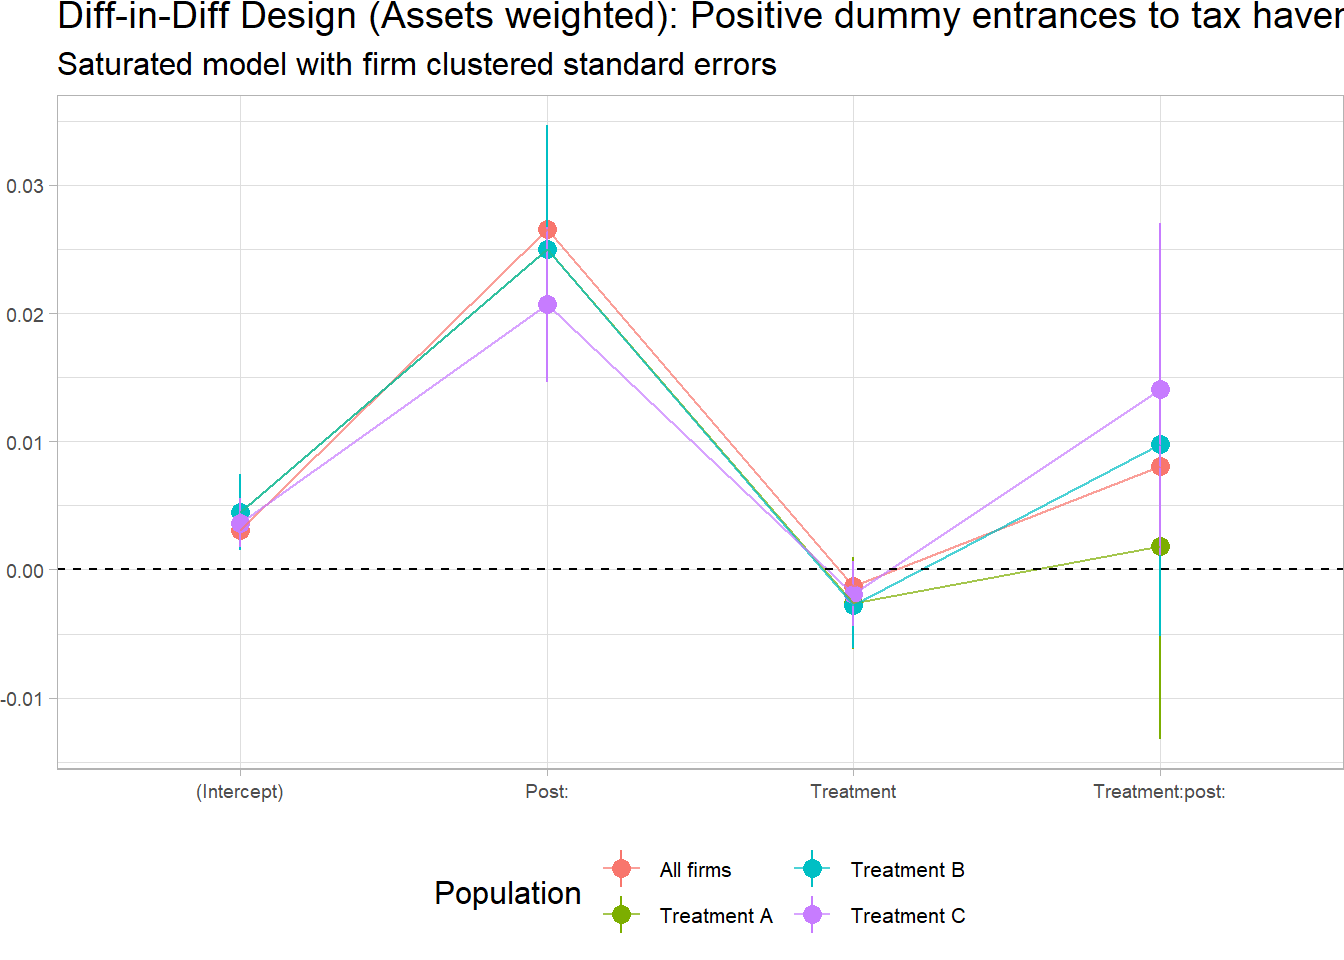 Diff-in-Diff Design (Assets weighted): Positive dummy entrances to tax haven
Saturated model with firm clustered standard errors
0.03
0.02
0.01
0.00
-0.01
(Intercept)
Post:
Treatment
Treatment:post:
Population
All firms
Treatment A
Treatment B
Treatment C